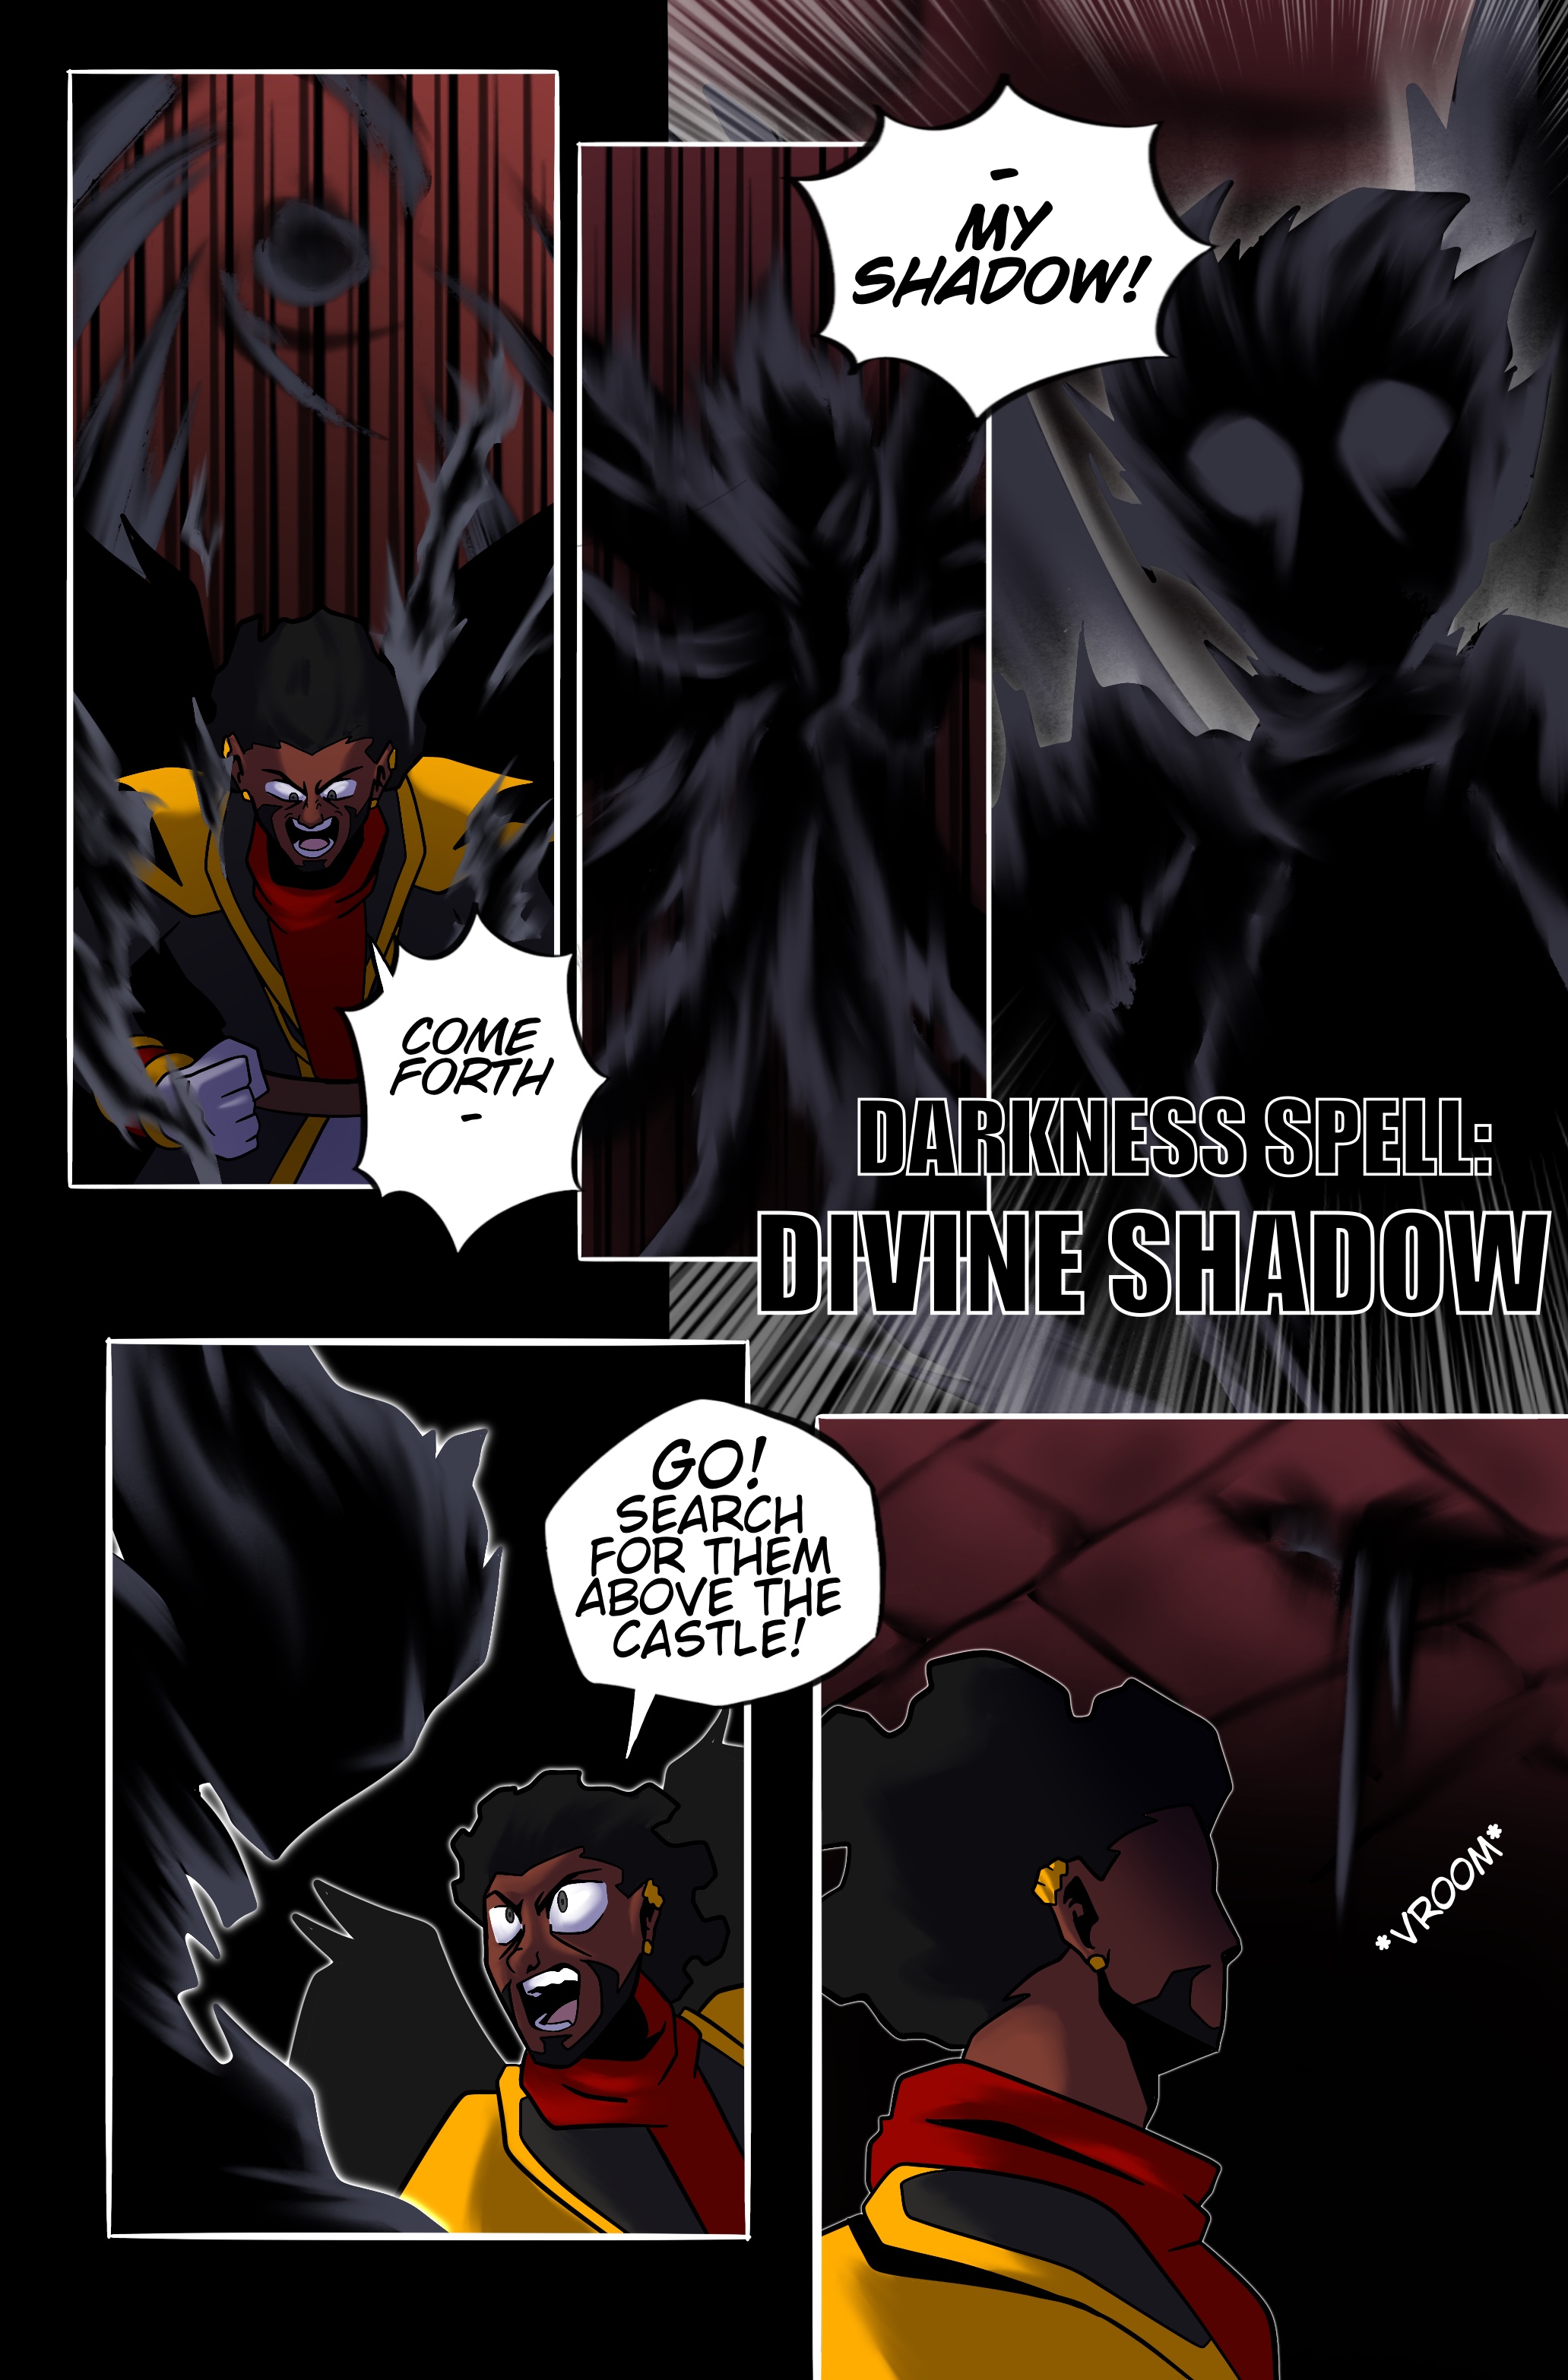 COME
FORTH
-
-
MY
SHADOW!
DARKNESS SPELL:
DIVINE SHADOW
GO!
SEARCH
FOR THEM
ABOVE THE
CASTLE!
*VROOM*